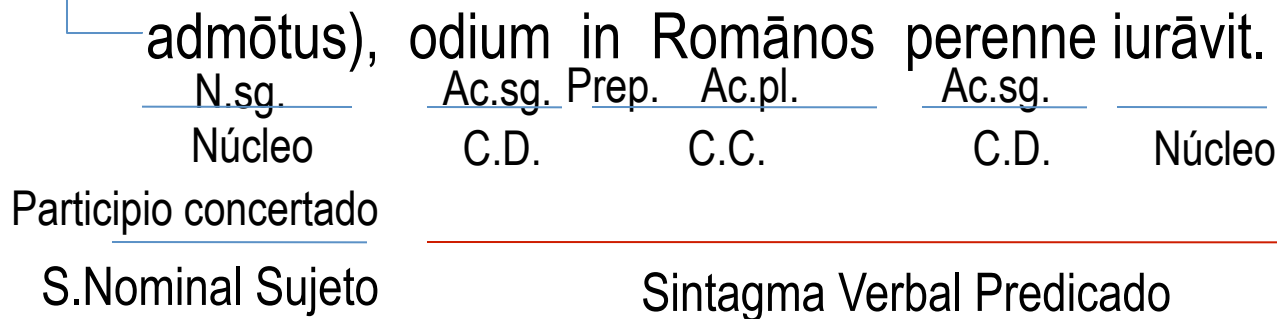 admōtus), odium in Romānos perenne iurāvit.
N.sg. Ac.sg. Prep. Ac.pl. Ac.sg.
Núcleo C.D. C.C. C.D. Núcleo
Participio concertado
S.Nominal Sujeto Sintagma Verbal Predicado